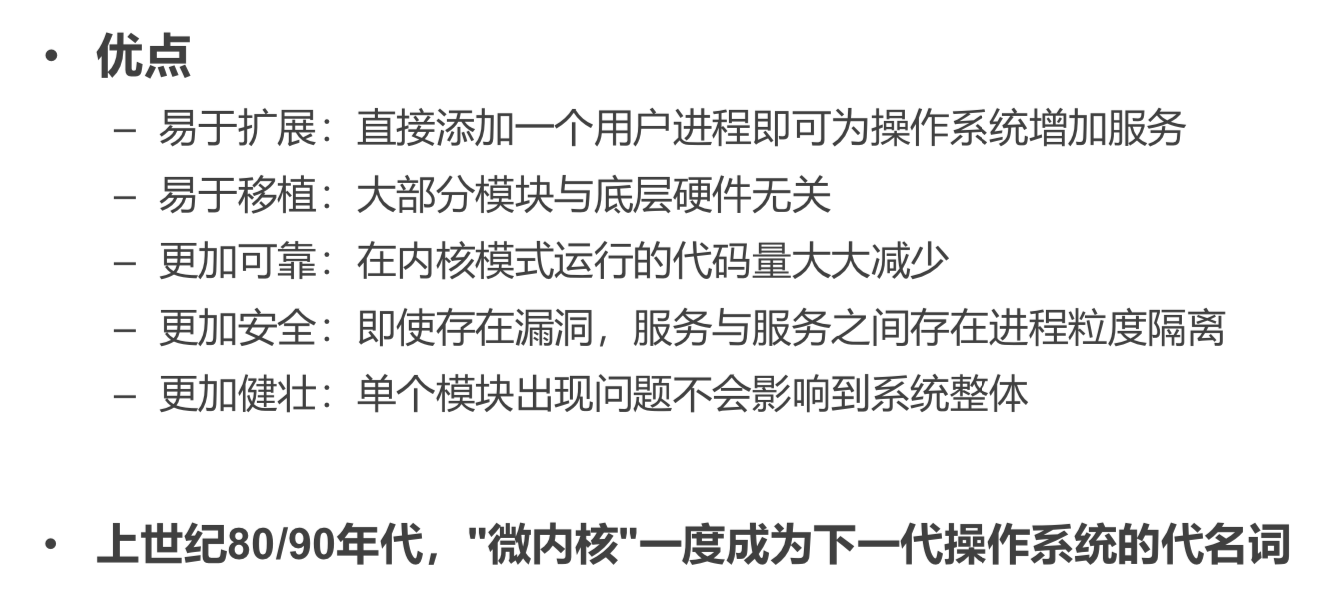 • 优点
– 易于扩展：直接添加一个用户进程即可为操作系统增加服务
– 易于移植：大部分模块与底层硬件无关
– 更加可靠：在内核模式运行的代码量大大减少
– 更加安全：即使存在漏洞，服务与服务之间存在进程粒度隔离
– 更加健壮：单个模块出现问题不会影响到系统整体
• 上世纪80/90年代，"微内核"一度成为下一代操作系统的代名词